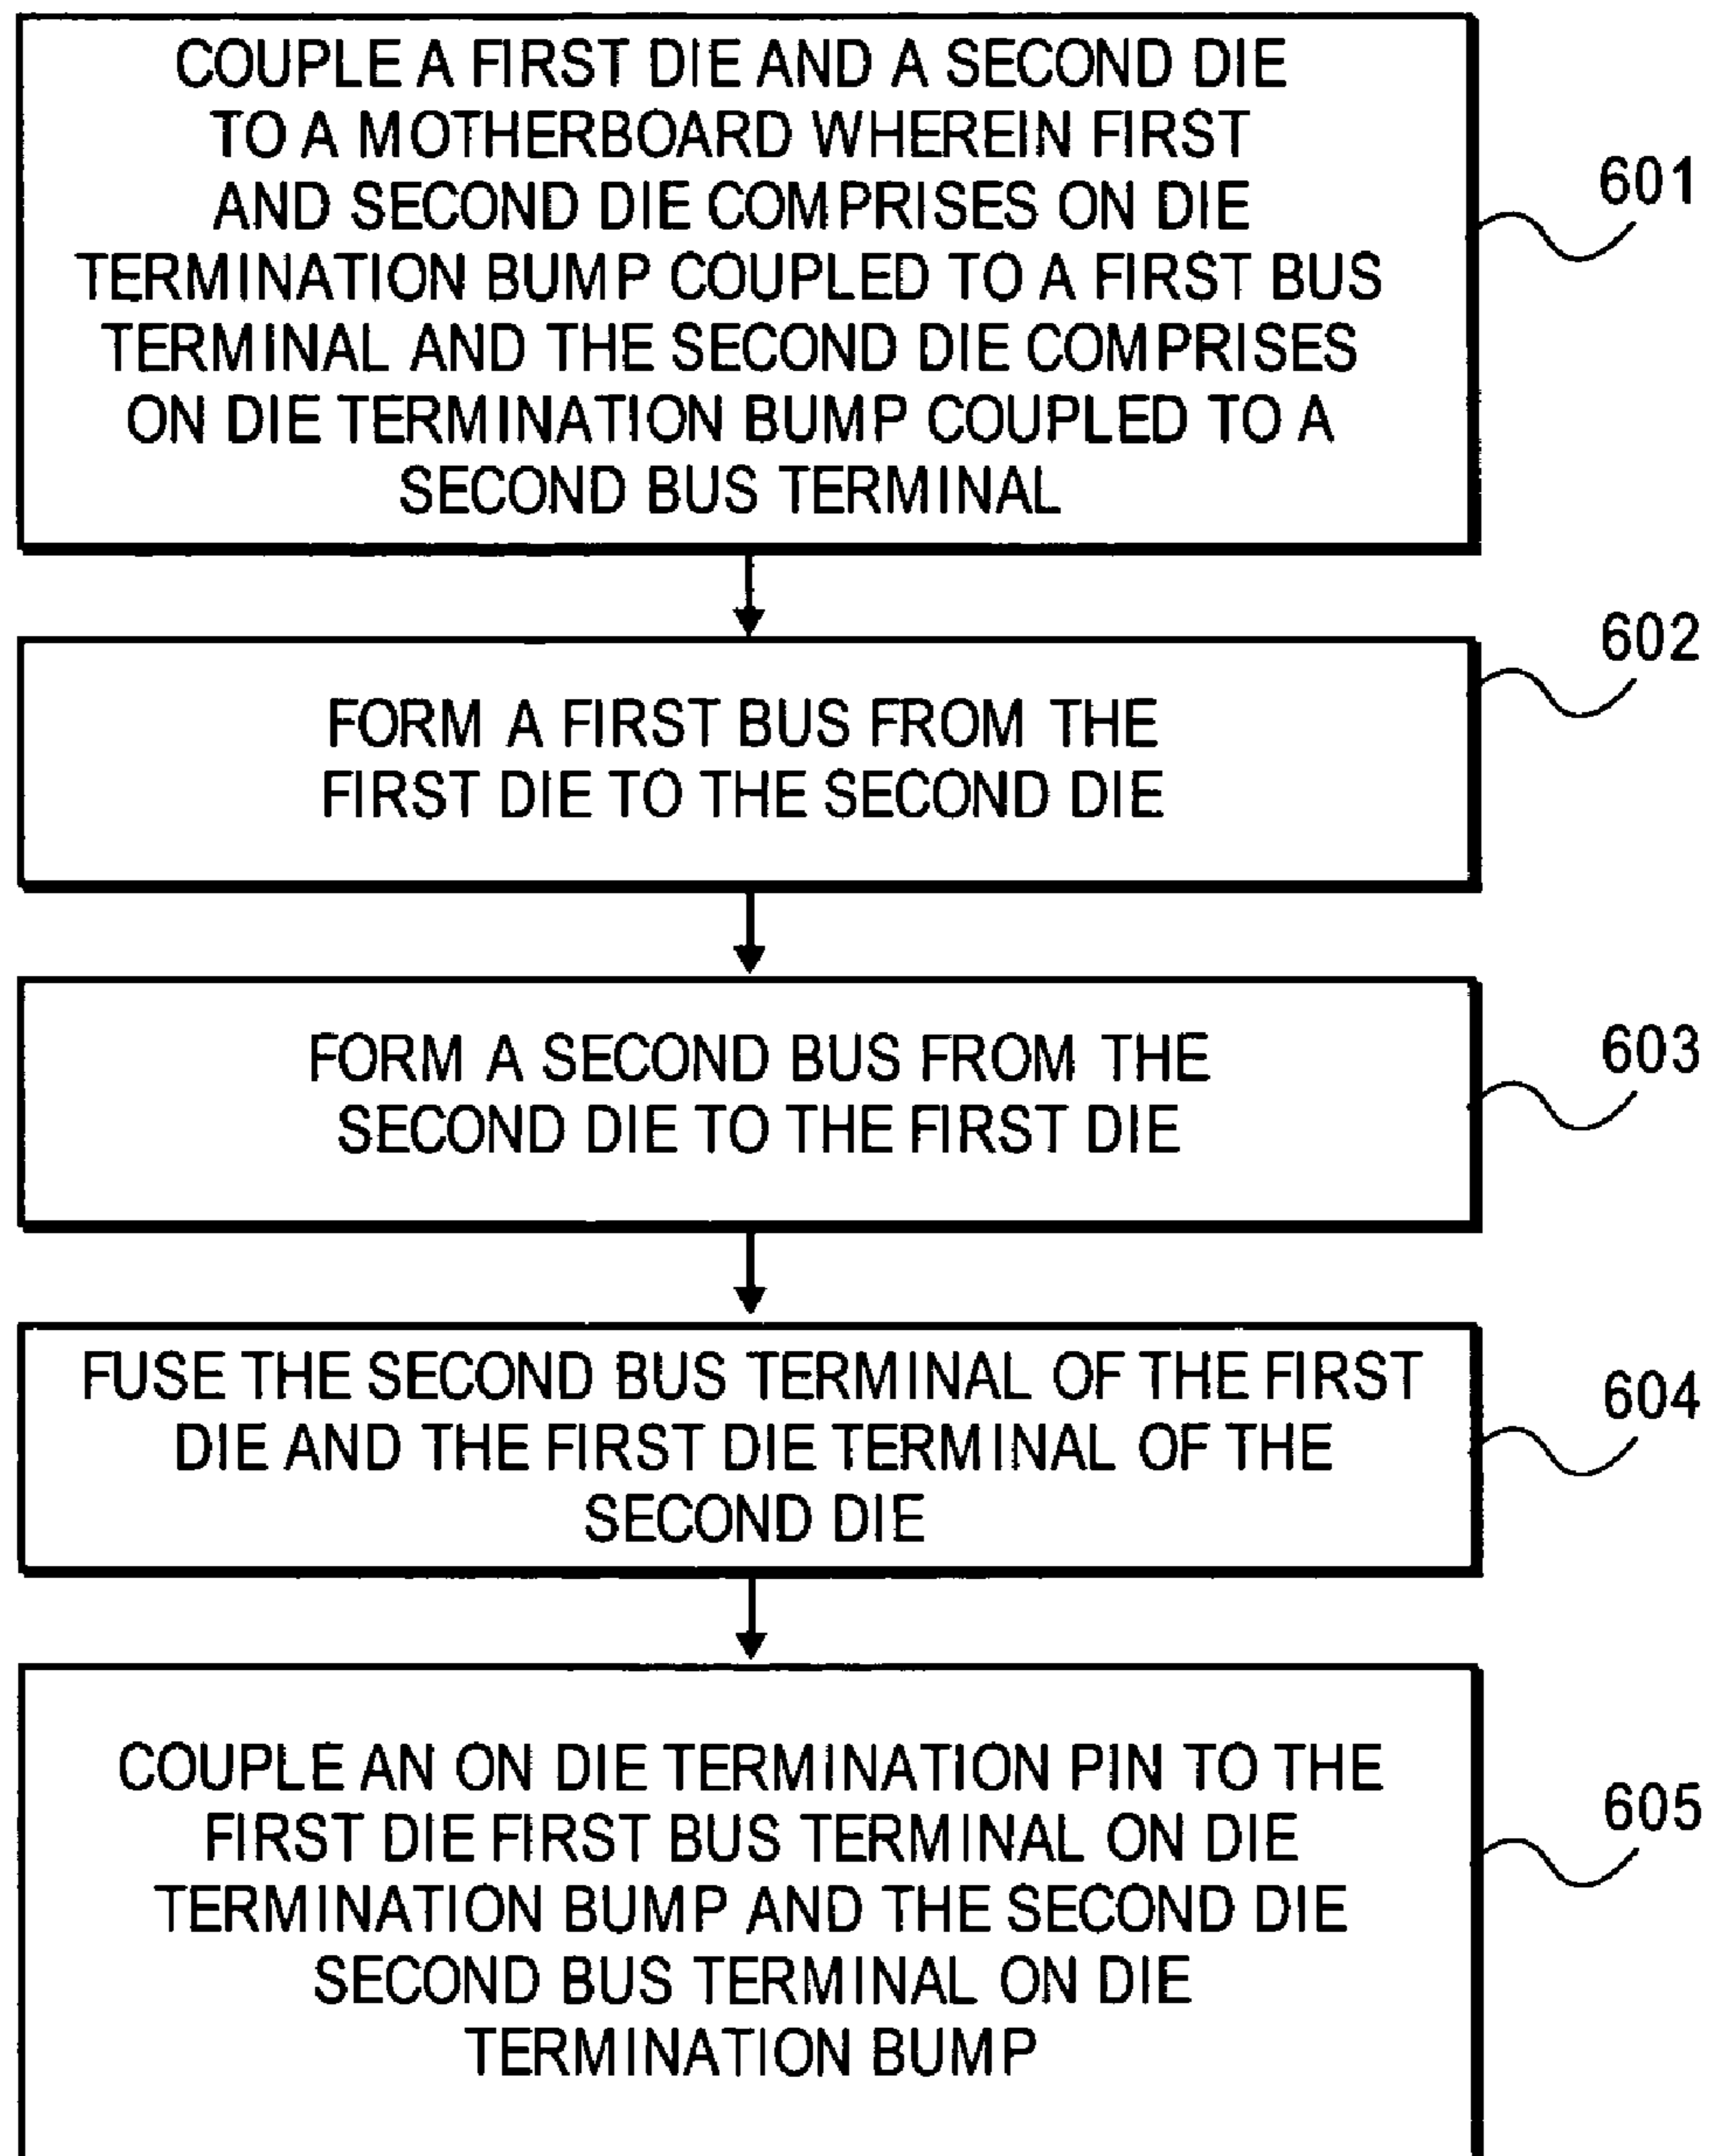 COUPLE A FIRST DIE AND A SECOND DIE
TO A MOTHERBOARD WHEREIN FIRST
AND SECOND DIE COMPRISES ON DIE
TERMINATION BUMP COUPLED TO A FIRST BUS
TERMINAL AND THE SECOND DIE COMPRISES
ON DIE TERMINATION BUMP COUPLED TO A
SECOND BUS TERMINAL
601
602
FORM A FIRST BUS FROM THE
FIRST DIE TO THE SECOND DIE
603
FORM A SECOND BUS FROM THE
SECOND DIE TO THE FIRST DIE
604
FUSE THE SECOND BUS TERMINAL OF THE FIRST
DIE AND THE FIRST DIE TERMINAL OF THE
SECOND DIE
605
COUPLE AN ON DIE TERMINATION PIN TO THE
FIRST DIE FIRST BUS TERMINAL ON DIE
TERMINATION BUMP AND THE SECOND DIE
SECOND BUS TERMINAL ON DIE
TERMINATION BUMP